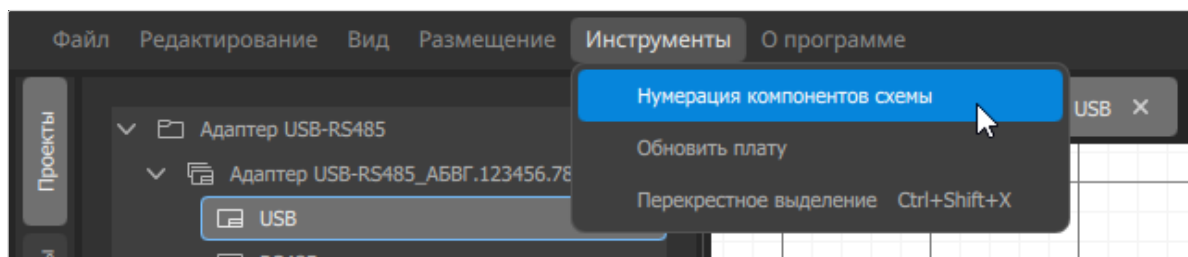 Файл Редактирование Вид Размещение Инструменты О программе
Нумерация компонентов схемы
USB ×
Проекты
Адаптер USB-RS485
Обновить плату
Адаптер USB-RS485_АБВГ.123456.78
Перекрестное выделение Ctrl+Shift+X
USB